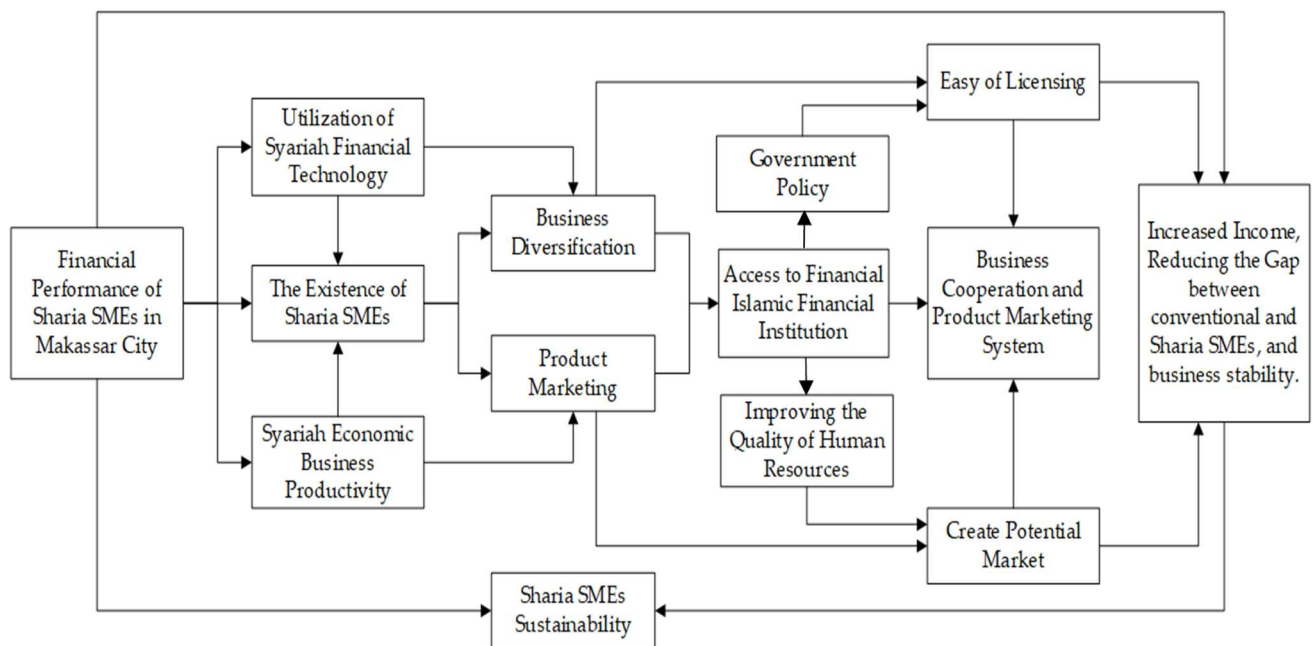 Financial
Performance of
Sharia SMEs in
Makassar City
Utilization of
Syariah Financial
Technology
The Existence of
Sharia SMEs
Syariah Economic
Business
Productivity
Business
Diversification
Product
Marketing
Government
Policy
Access to Financial
Islamic Financial
Institution
Improving the
Quality of Human
Resources
Easy of Licensing
Business
Cooperation and
Product Marketing
System
Create Potential
Market
Increased Income,
Reducing the Gap
between
conventional and
Sharia SMEs, and
business stability.
Sharia SMEs
Sustainability